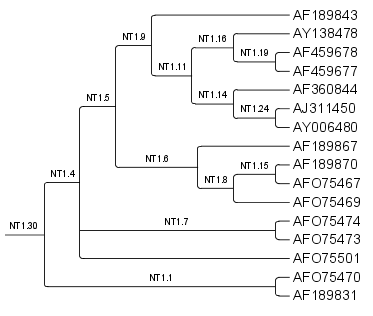 AF189843
NT1.9
NT1.16
AY138478
NT1.19
AF459678
NT1.11
AF459677
AF360844
NT1.14
NT1.5
NT1.24
AJ311450
AY006480
AF189867
NT1.6
NT1.15
AF189870
NT1.4
NT1.8
AFO75467
AFO75469
NT1.7
AFO75474
NT1.30
AFO75473
AFO75501
NT1.1
AFO75470
AF189831